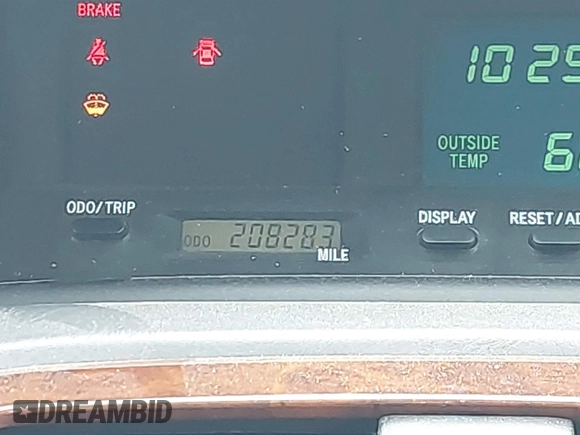 BRAKE
10 29
OUTSIDE
TEMP
ODO/TRIP
ODO 208283
MILE
DISPLAY
RESET/AD
DREAMBID